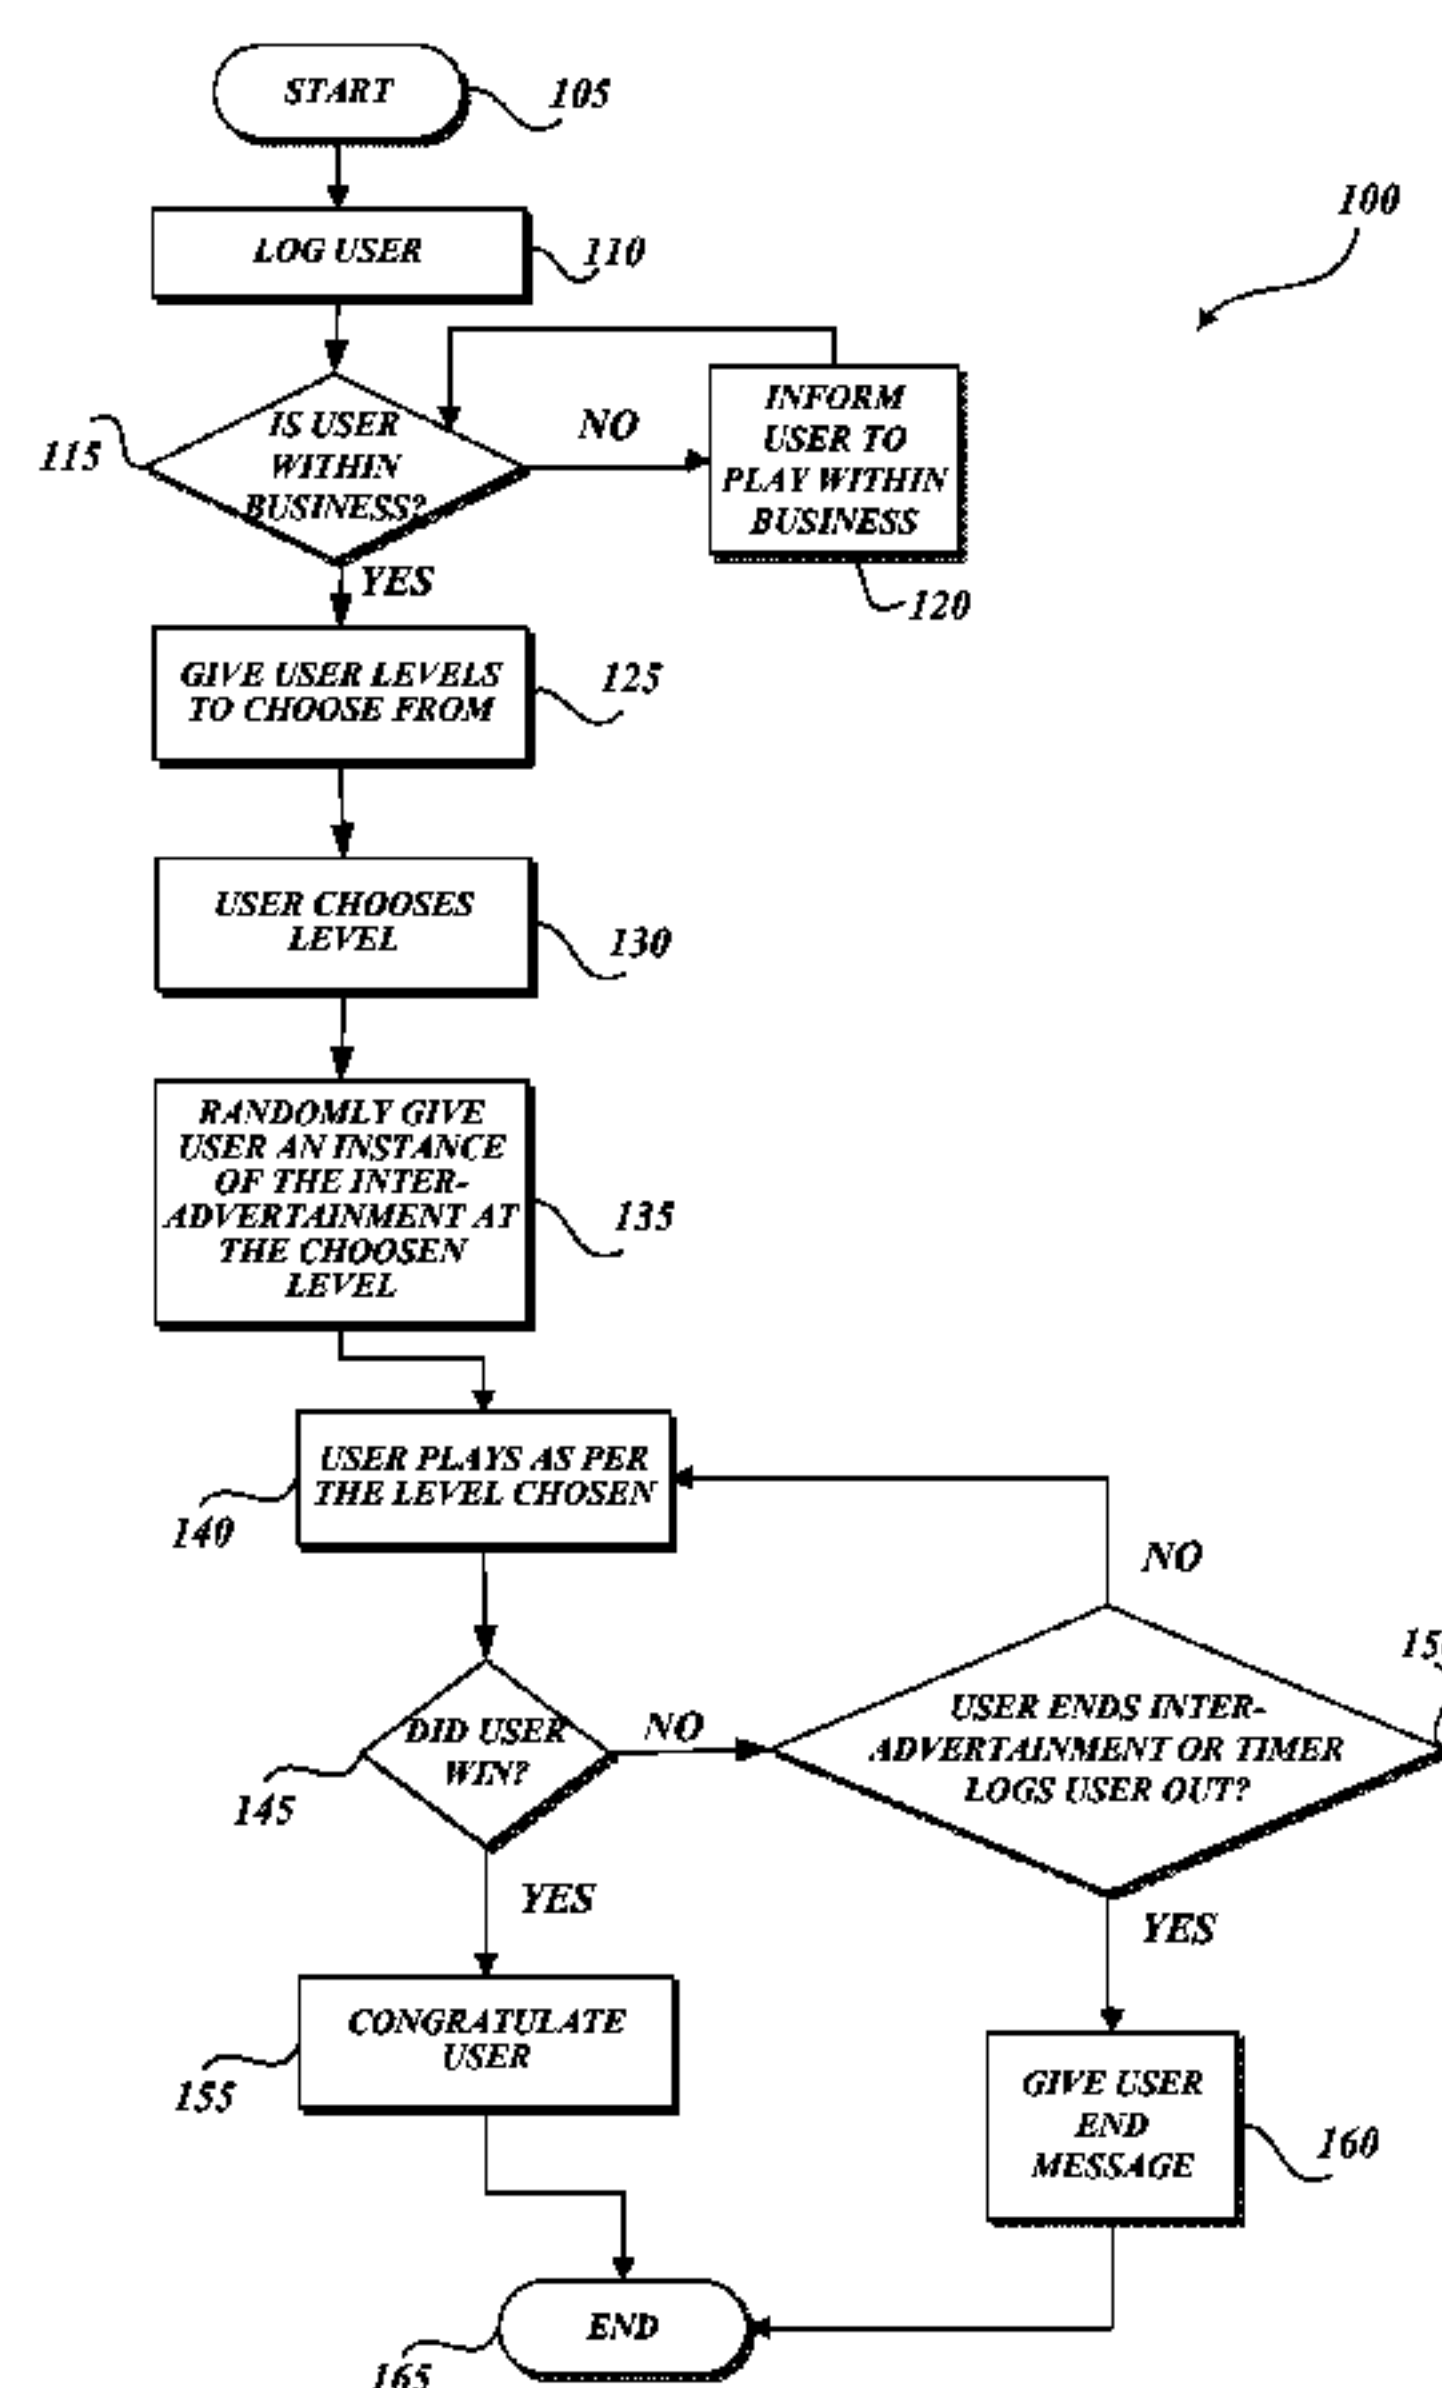 START
105
100
LOG USER
110
IS USER
WITHIN
BUSINESS?
115
NO
INFORM
USER TO
PLAY WITHIN
BUSINESS
120
YES
GIVE USER LEVELS
TO CHOOSE FROM
125
USER CHOOSES
LEVEL
130
RANDOMLY GIVE
USER AN INSTANCE
OF THE INTER-
ADVERTAINMENT AT
THE CHOOSEN
LEVEL
135
USER PLAYS AS PER
THE LEVEL CHOSEN
140
NO
DID USER
WIN?
145
NO
USER ENDS INTER-
ADVERTAINMENT OR TIMER
LOGS USER OUT?
YES
YES
CONGRATULATE
USER
155
GIVE USER
END
MESSAGE
160
END
165